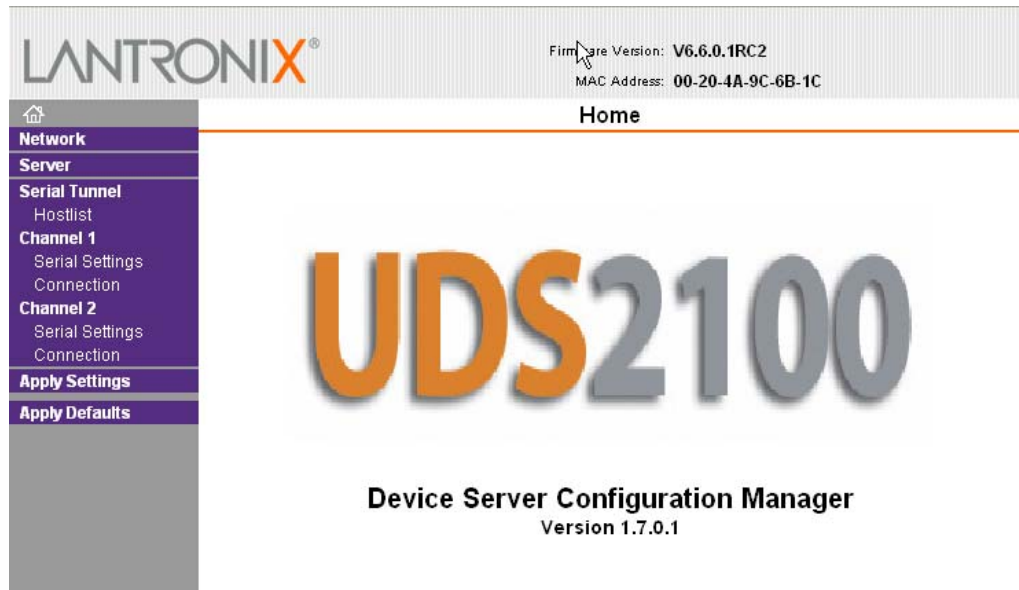 LANTRONIX®
Firmware Version: V6.6.0.1RC2
MAC Address: 00-20-4A-9C-6B-1C
Home
Network
Server
Serial Tunnel
Hostlist
Channel 1
Serial Settings
Connection
Channel 2
Serial Settings
Connection
Apply Settings
Apply Defaults
UDS2100
Device Server Configuration Manager
Version 1.7.0.1